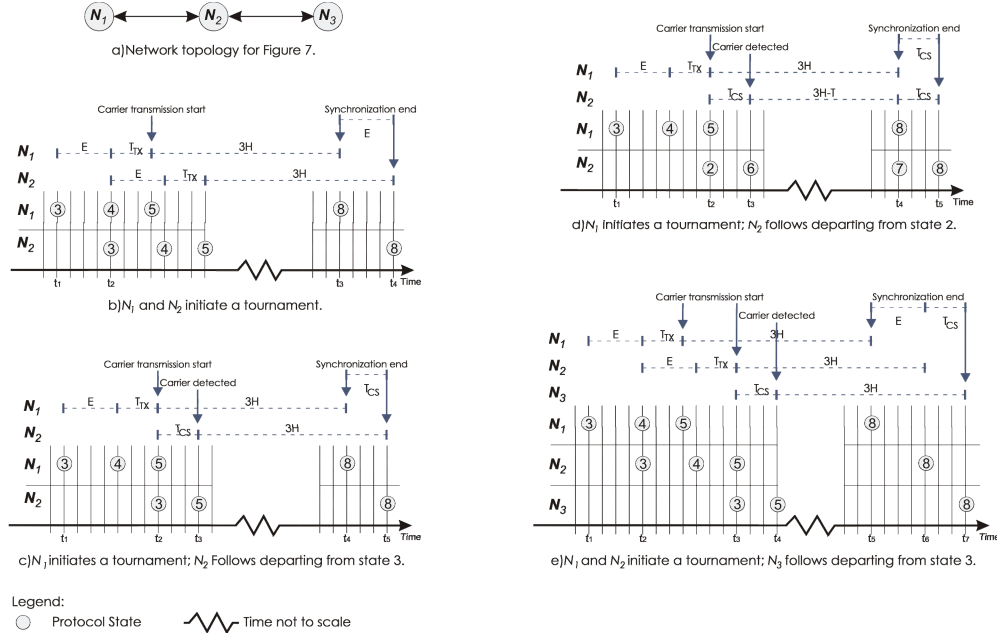 N1 N2 N3
a)Network topology for Figure 7.
Carrier transmission start
Synchronization end
E
N1 E TTX 3H
N2 E TTX 3H
N1 3 4 5 8
N2 3 4 5 8
t1 t2 t3 t4 Time
b)N1 and N2 initiate a tournament.
Carrier transmission start
Carrier detected
Synchronization end
TCS
N1 E TTX 3H
N2 TCS 3H
N1 3 4 5 8
N2 3 5 8
t1 t2 t3 t4 t5 Time
c)N1 initiates a tournament; N2 Follows departing from state 3.
Legend:
Protocol State
Time not to scale
Carrier transmission start
Carrier detected
Synchronization end
TCS
N1 E TTX 3H
N2 TCS 3H-T TCS
N1 3 4 5 8
N2 2 6 7 8
t1 t2 t3 t4 t5 Time
d)N1 initiates a tournament; N2 follows departing from state 2.
Carrier transmission start
Carrier detected
Synchronization end
E TCS
N1 E TTX 3H
N2 E TTX 3H
N3 TCS 3H
N1 3 4 5 8
N2 3 4 5 8
N3 3 5 8
t1 t2 t3 t4 t5 t6 t7 Time
e)N1 and N2 initiate a tournament; N3 follows departing from state 3.